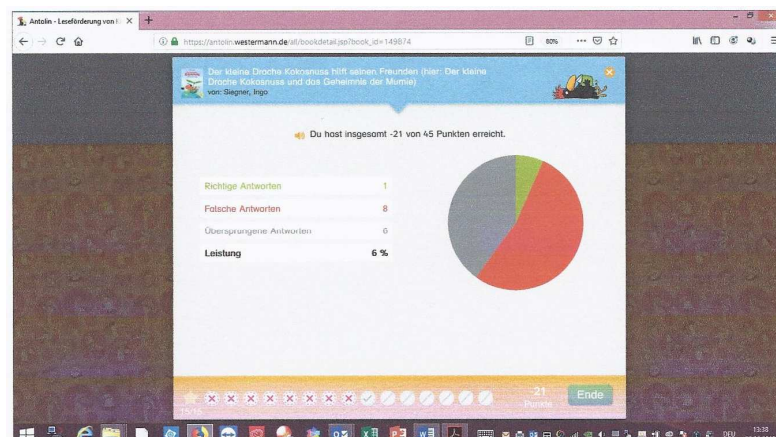 Antolin - Leseförderung von K
https://antolin.westermann.de/all/bookdetail.jsp?book_id=149874
80%
Der kleine Drache Kokosnuss hilft seinen Freunden (hier: Der kleine
Drache Kokosnuss und das Geheimnis der Mumie)
von: Siegner, Ingo
Du hast insgesamt -21 von 45 Punkten erreicht.
Richtige Antworten 1
Falsche Antworten 8
Übersprungene Antworten 6
Leistung 6 %
15/15
-21
Punkte
Ende
13:38
DEU